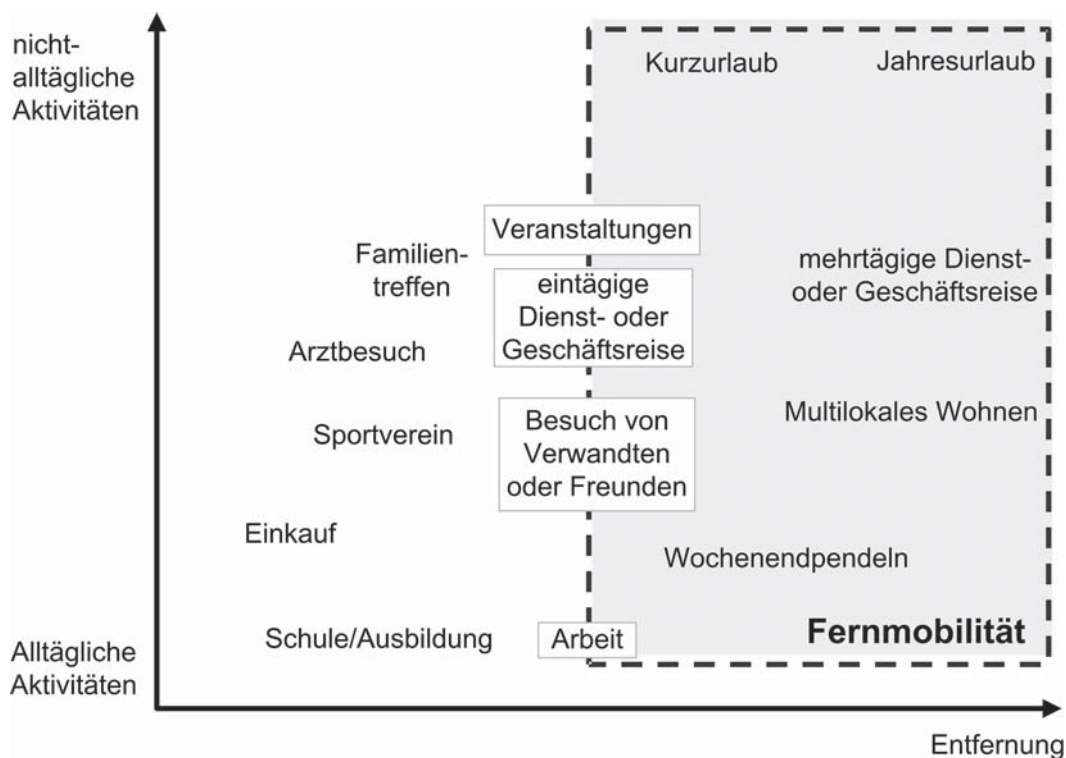 nicht-
alltägliche
Aktivitäten
Kurzurlaub
Jahresurlaub
Veranstaltungen
Familien-
treffen
eintägige
Dienst- oder
Geschäftsreise
mehrtägige Dienst-
oder Geschäftsreise
Arztbesuch
Sportverein
Besuch von
Verwandten
oder Freunden
Multilokales Wohnen
Einkauf
Wochenendpendeln
Schule/Ausbildung
Arbeit
Fernmobilität
Alltägliche
Aktivitäten
Entfernung